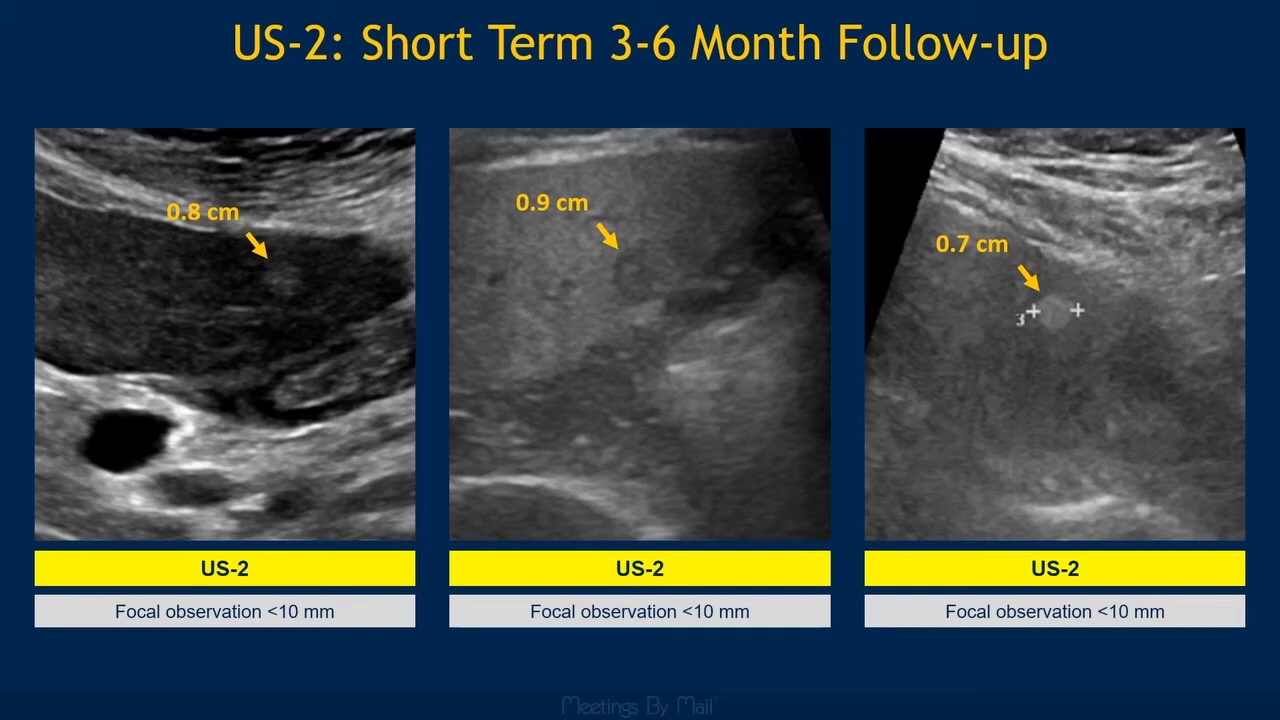 US-2: Short Term 3-6 Month Follow-up
0.8 cm
0.9 cm
0.7 cm
3
US-2
US-2
US-2
Focal observation <10 mm
Focal observation <10 mm
Focal observation <10 mm
Meetings By Mail